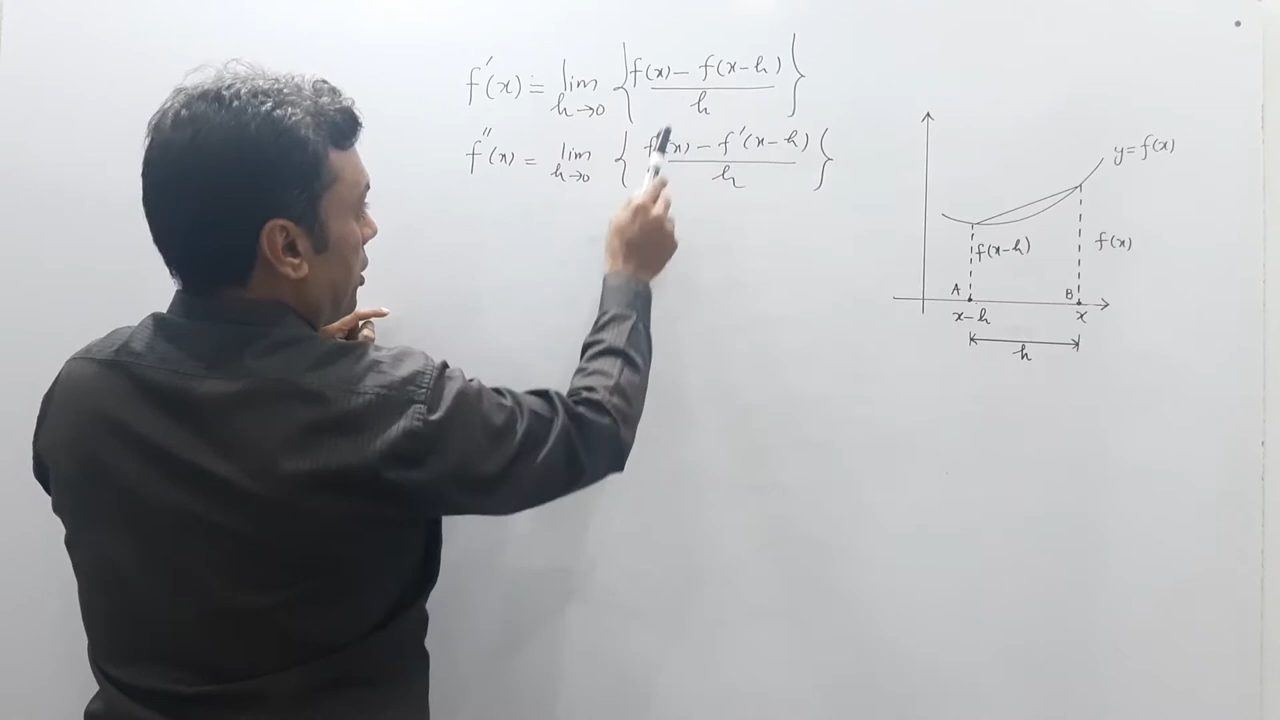 f'(x) = lim h→0 { f(x) – f(x–h) / h }
f''(x) = lim h→0 { f'(x) – f'(x–h) / h }
y=f(x)
f(x–h)
f(x)
A
B
x–h
x
h